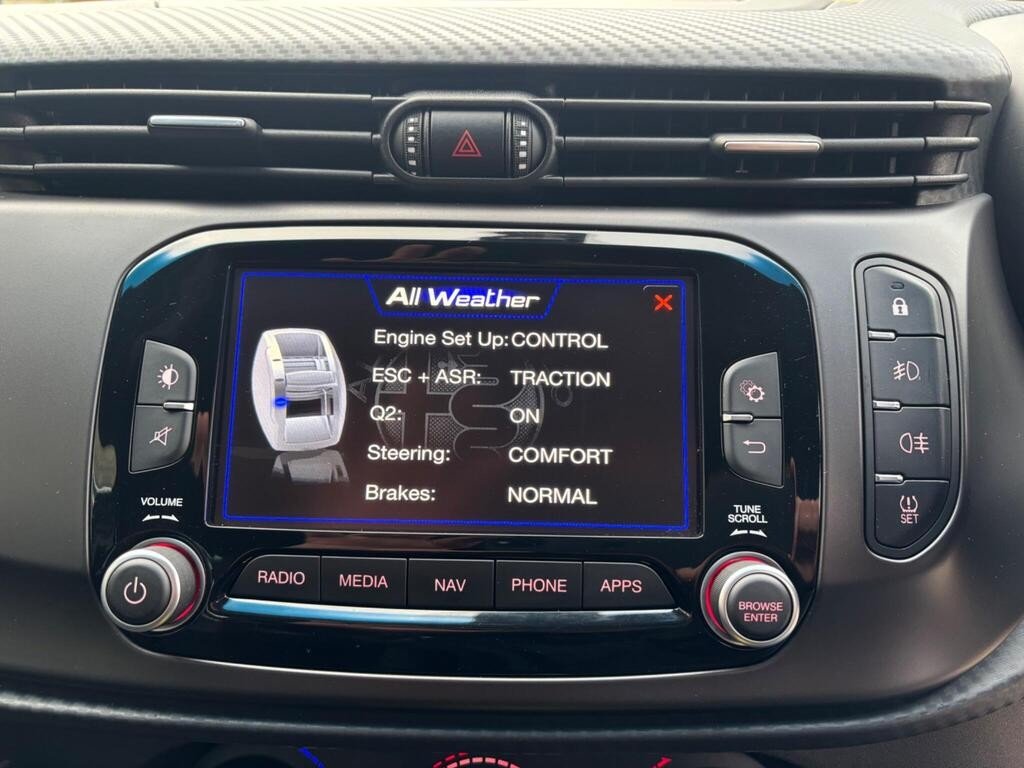 All Weather
Engine Set Up: CONTROL
ESC + ASR: TRACTION
Q2: ON
Steering: COMFORT
Brakes: NORMAL
VOLUME
TUNE
SCROLL
SET
RADIO
MEDIA
NAV
PHONE
APPS
BROWSE
ENTER